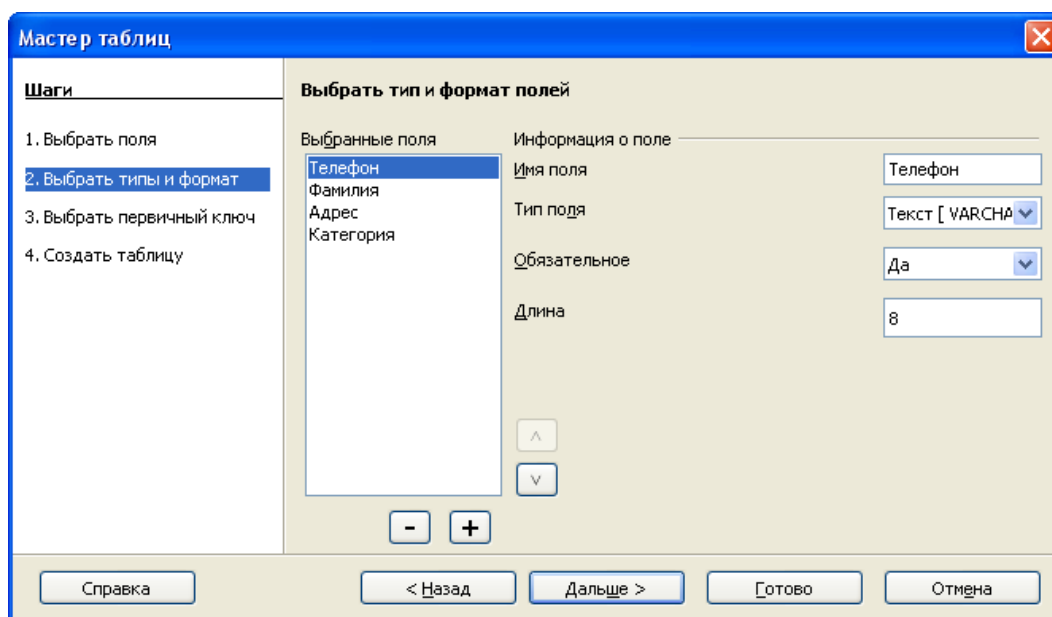 Мастер таблиц
Шаги
1. Выбрать поля
2. Выбрать типы и формат
3. Выбрать первичный ключ
4. Создать таблицу
Выбрать тип и формат полей
Выбранные поля
Телефон
Фамилия
Адрес
Категория
Информация о поле
Имя поля
Телефон
Тип поля
Текст [ VARCHA
Обязательное
Да
Длина
8
- +
Справка
< Назад
Дальше >
Готово
Отмена